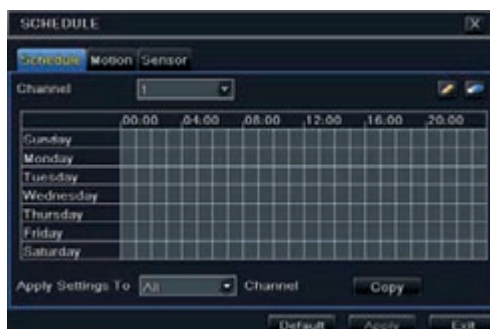 SCHEDULE X
Schedule Motion Sensor
Channel 1
00:00 04:00 08:00 12:00 16:00 20:00
Sunday
Monday
Tuesday
Wednesday
Thursday
Friday
Saturday
Apply Settings To All Channel Copy
Default Apply Exit